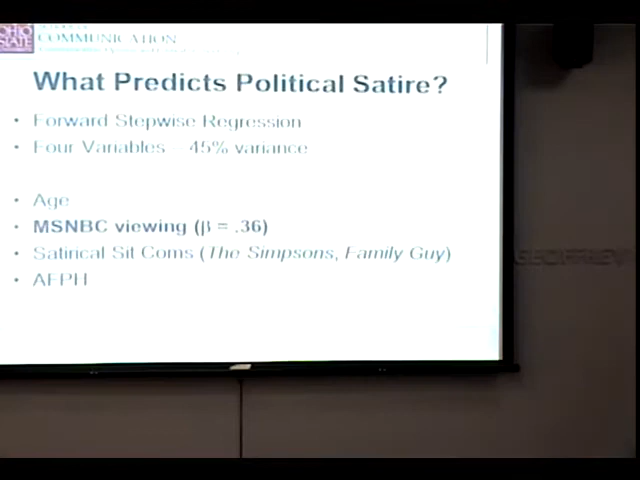 OHIO
STATE
COMMUNICATION
What Predicts Political Satire?
• Forward Stepwise Regression
• Four Variables 45% variance
• Age
• MSNBC viewing (β = .36)
• Satirical Sit Coms (The Simpsons, Family Guy)
• AFPH
GEOFFREY